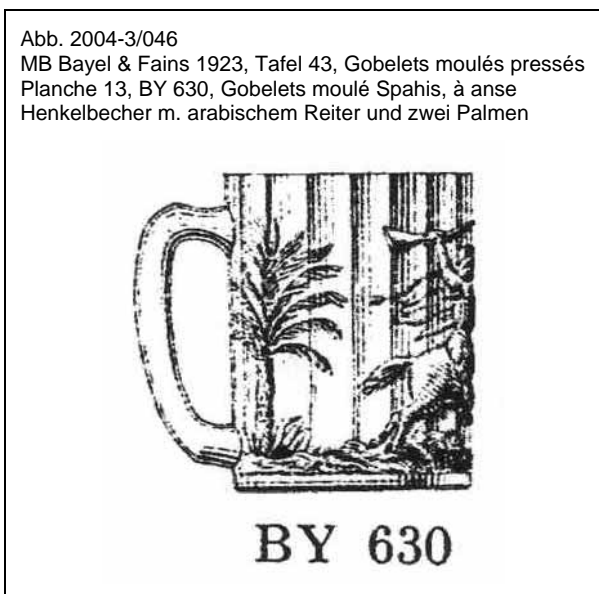 Abb. 2004-3/046
MB Bayel & Fains 1923, Tafel 43, Gobelets moulés pressés
Planche 13, BY 630, Gobelets moulé Spahis, à anse
Henkelbecher m. arabischem Reiter und zwei Palmen
BY 630